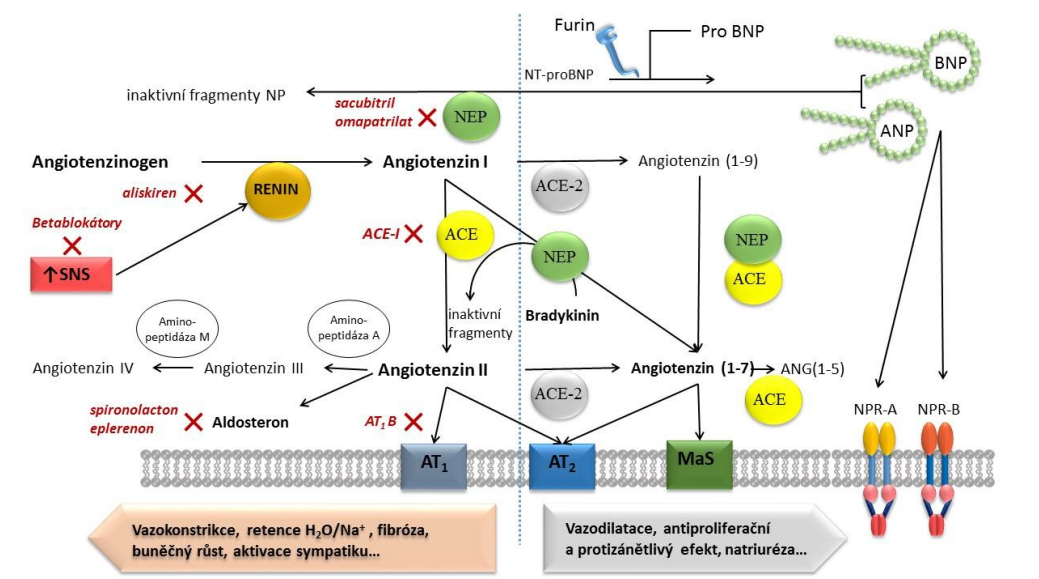 Furin
Pro BNP
NT-proBNP
BNP
inaktivní fragmenty NP
sacubitril
omapatrilat
NEP
ANP
Angiotenzinogen
Angiotenzin I
Angiotenzin (1-9)
aliskiren
RENIN
ACE-2
Betablokátory
ACE-I
ACE
NEP
NEP
ACE
↑SNS
inaktivní
fragmenty
Bradykinin
Amino-
peptidáza M
Amino-
peptidáza A
Angiotenzin IV
Angiotenzin III
Angiotenzin II
Angiotenzin (1-7)
ANG(1-5)
ACE-2
ACE
spironolacton
eplerenon
Aldosteron
AT₁ B
NPR-A
NPR-B
AT₁
AT₂
MaS
Vazokonstrikce, retence H₂O/Na⁺ , fibróza,
buněčný růst, aktivace sympatiku...
Vazodilatace, antiproliferační
a protizánětlivý efekt, natriuréza...